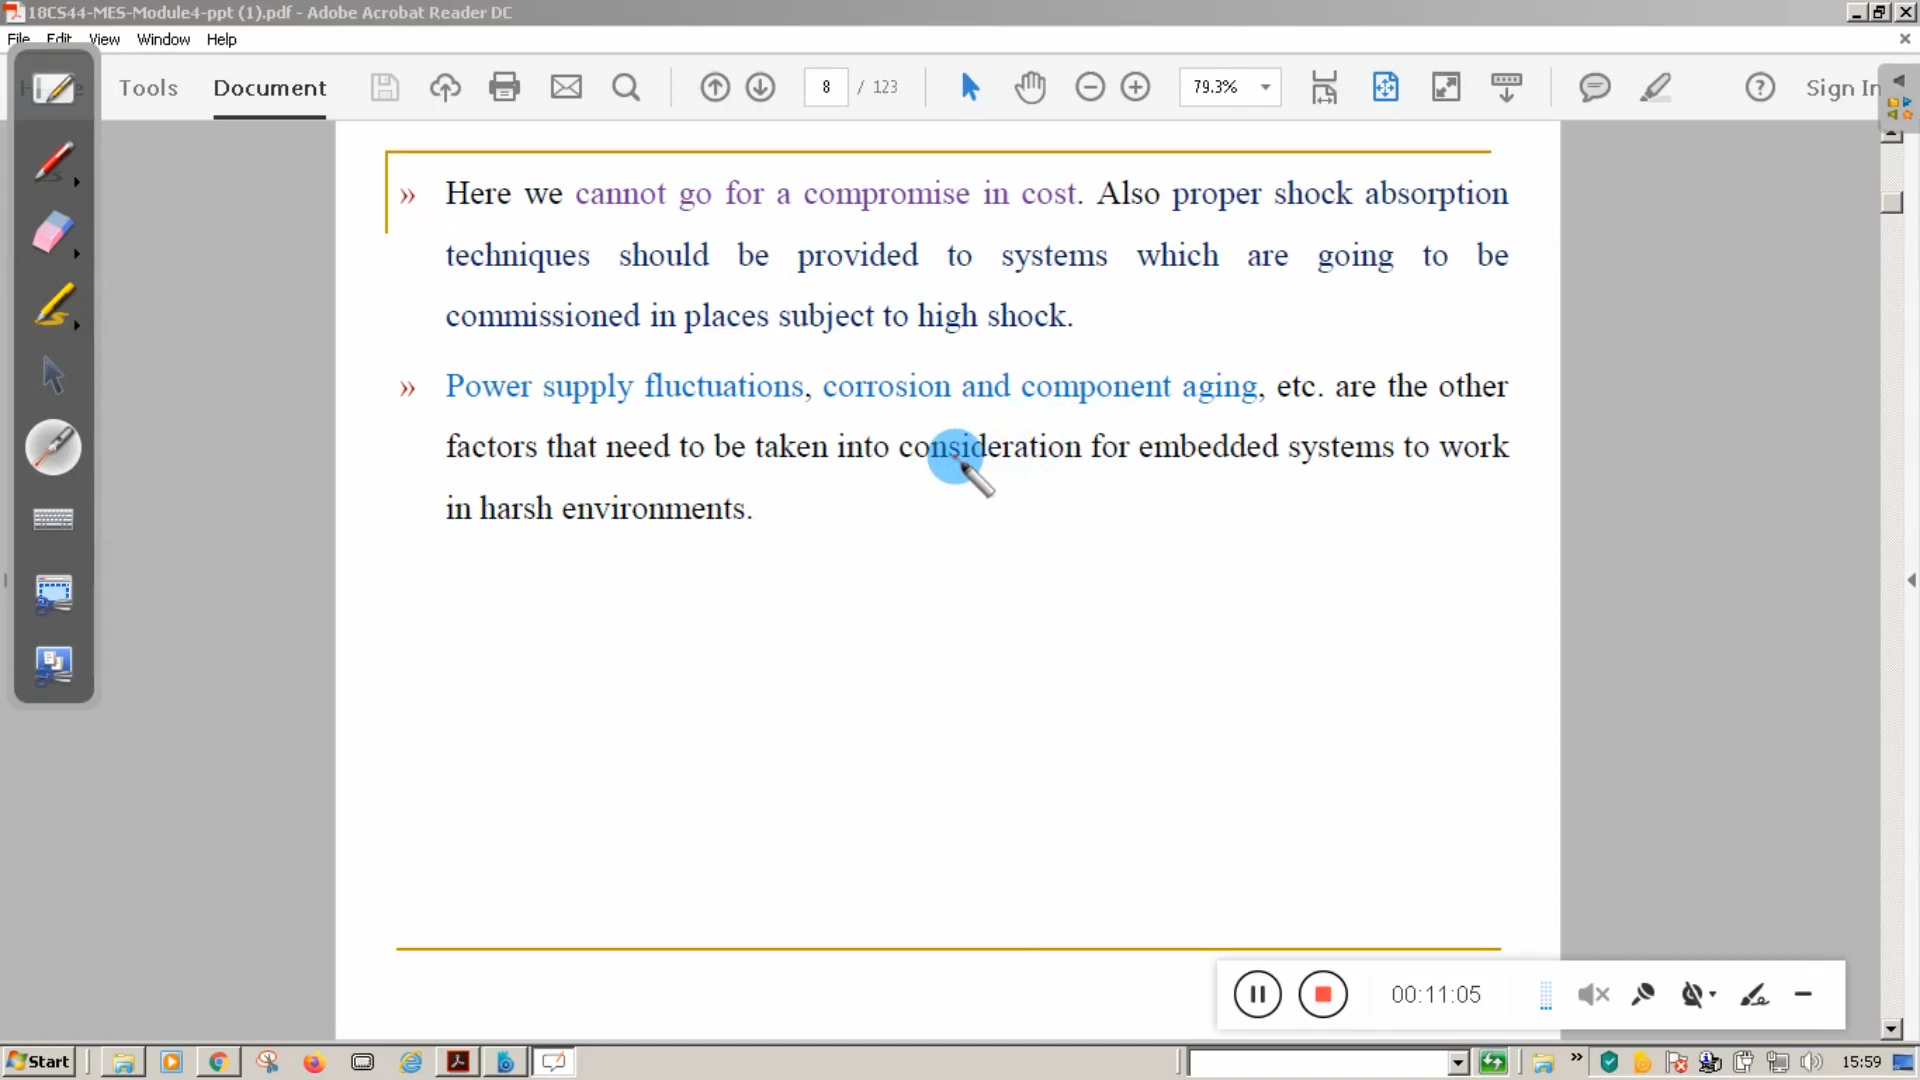 18CS44-MES-Module4-ppt (1).pdf - Adobe Acrobat Reader DC
File Edit View Window Help
Tools Document 8 / 123 79.3% Sign In
» Here we cannot go for a compromise in cost. Also proper shock absorption
techniques should be provided to systems which are going to be
commissioned in places subject to high shock.
» Power supply fluctuations, corrosion and component aging, etc. are the other
factors that need to be taken into consideration for embedded systems to work
in harsh environments.
00:11:05
Start 15:59